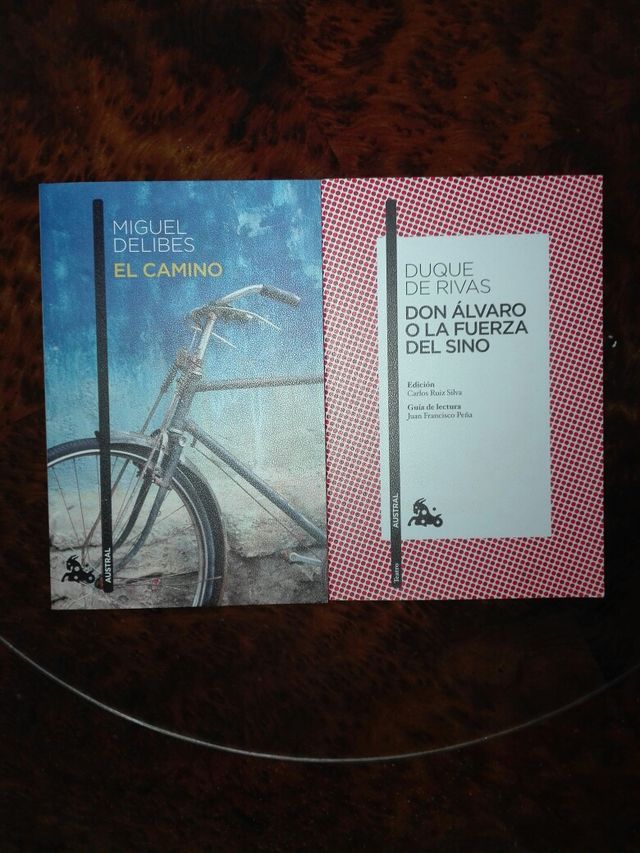 MIGUEL
DELIBES
EL CAMINO
AUSTRAL
DUQUE
DE RIVAS
DON ÁLVARO
O LA FUERZA
DEL SINO
Edición
Carlos Ruiz Silva
Guía de lectura
Juan Francisco Peña
AUSTRAL
Teatro